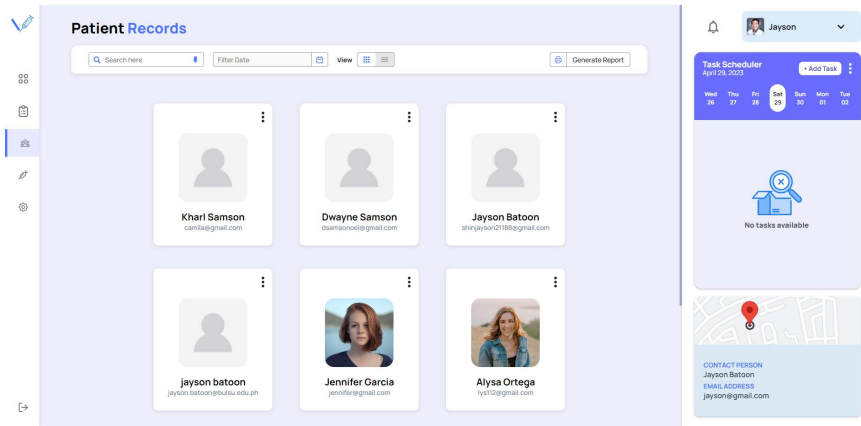 Patient Records
Search here
Filter Date
View
Generate Report
Kharl Samson
camila@gmail.com
Dwayne Samson
dsamsonoel@gmail.com
Jayson Batoon
shinjayson21188@gmail.com
jayson batoon
jayson.batoon@bulsu.edu.ph
Jennifer Garcia
jennifer@gmail.com
Alysa Ortega
lys112@gmail.com
Jayson
Task Scheduler
April 29, 2023
+ Add Task
Wed Thu Fri Sat Sun Mon Tue
26 27 28 29 30 01 02
No tasks available
CONTACT PERSON
Jayson Batoon
EMAIL ADDRESS
jayson@gmail.com